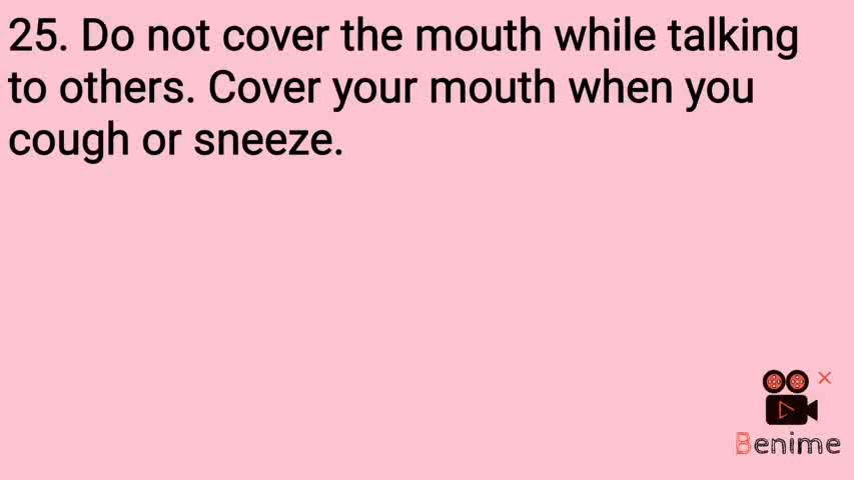 25. Do not cover the mouth while talking
to others. Cover your mouth when you
cough or sneeze.
Benime